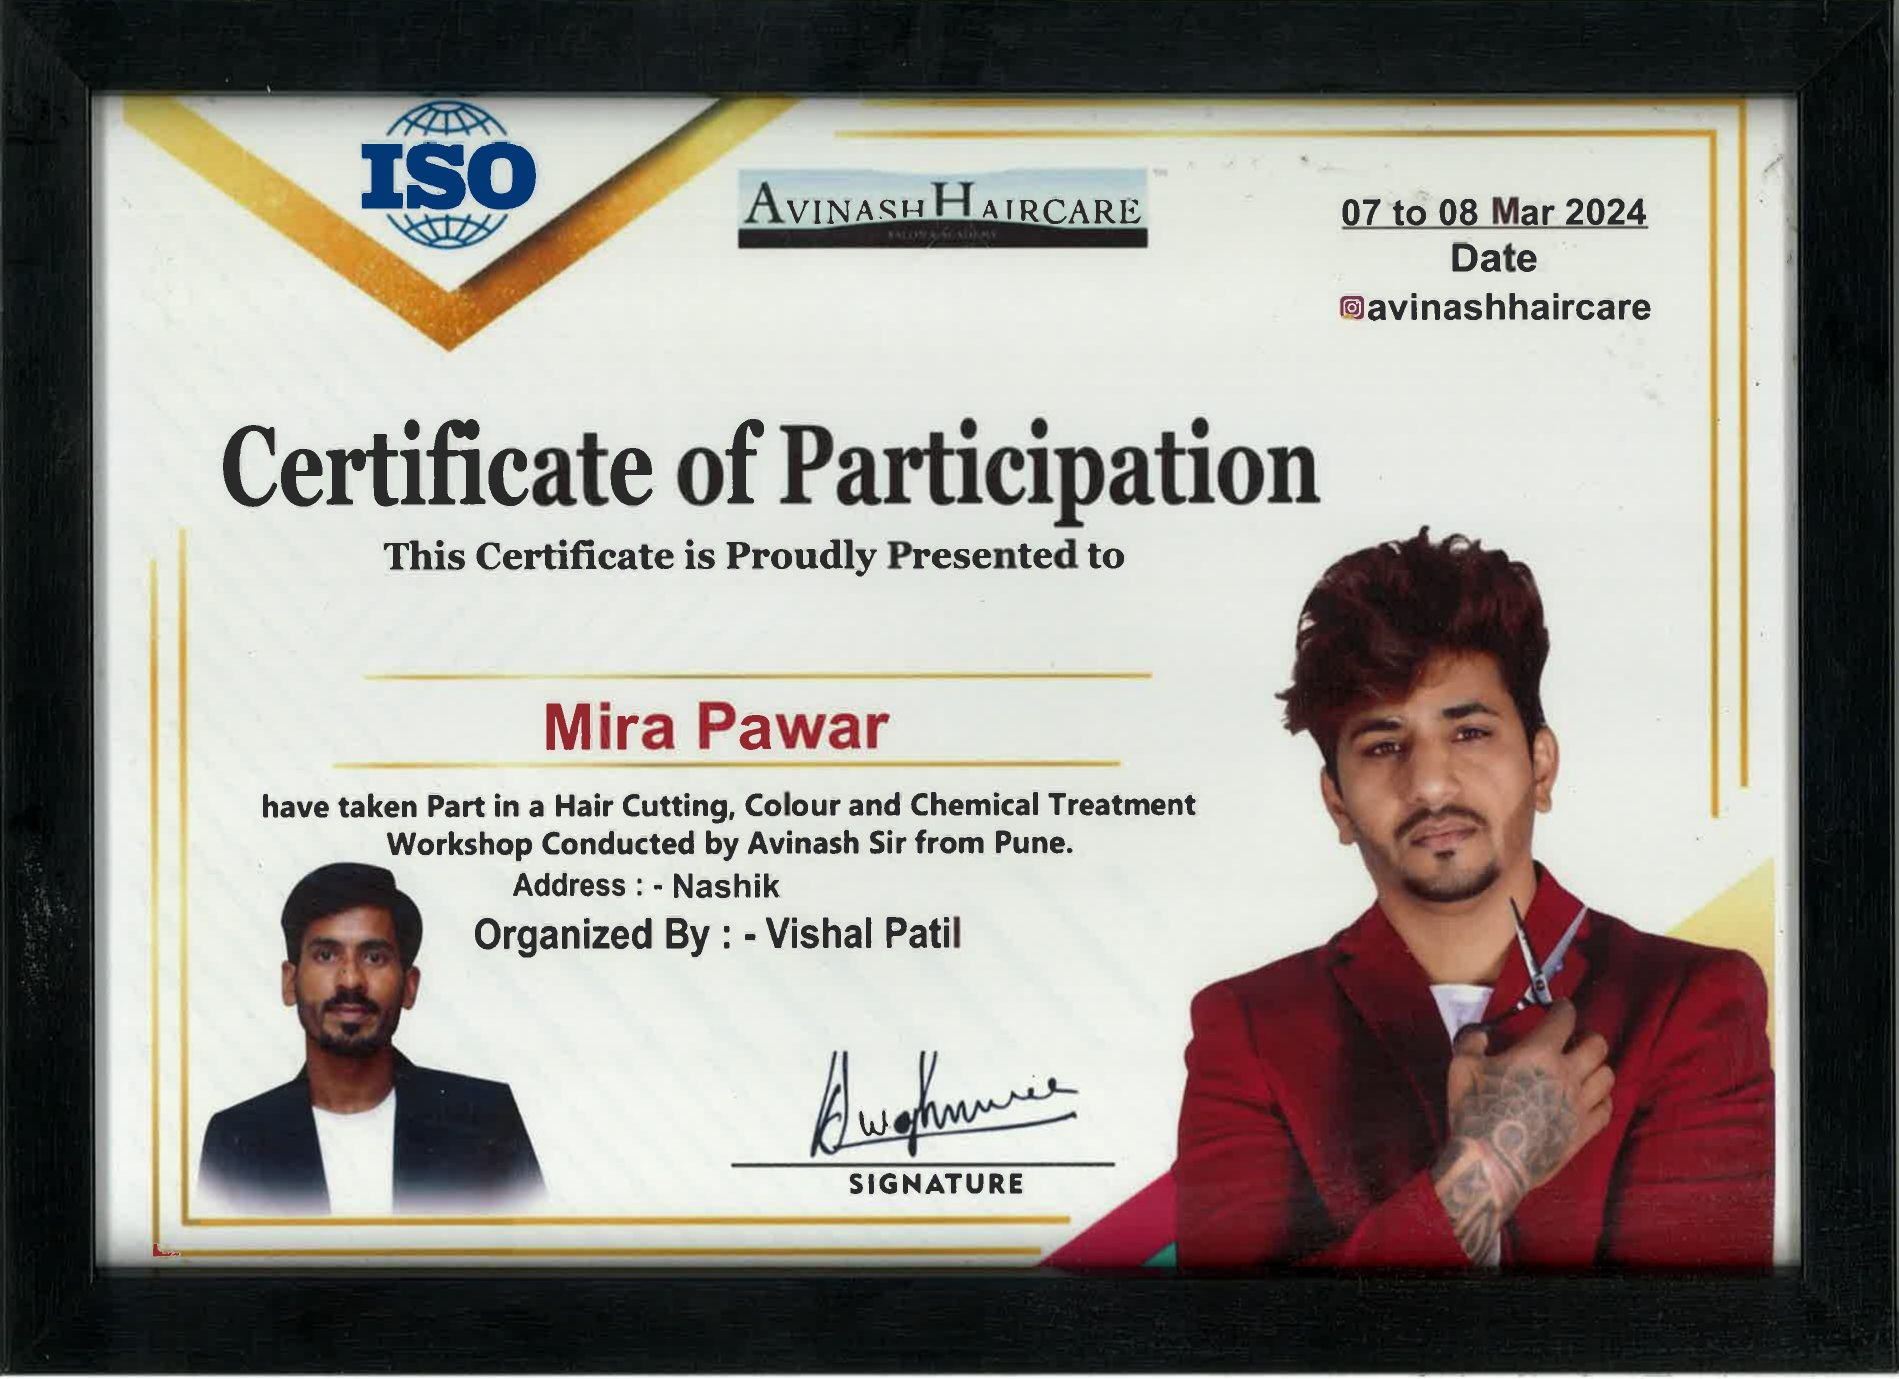 ISO
AVINASH HAIRCARE
SALON & ACADEMY
07 to 08 Mar 2024
Date
avinashhaircare
Certificate of Participation
This Certificate is Proudly Presented to
Mira Pawar
have taken Part in a Hair Cutting, Colour and Chemical Treatment
Workshop Conducted by Avinash Sir from Pune.
Address : - Nashik
Organized By : - Vishal Patil
SIGNATURE